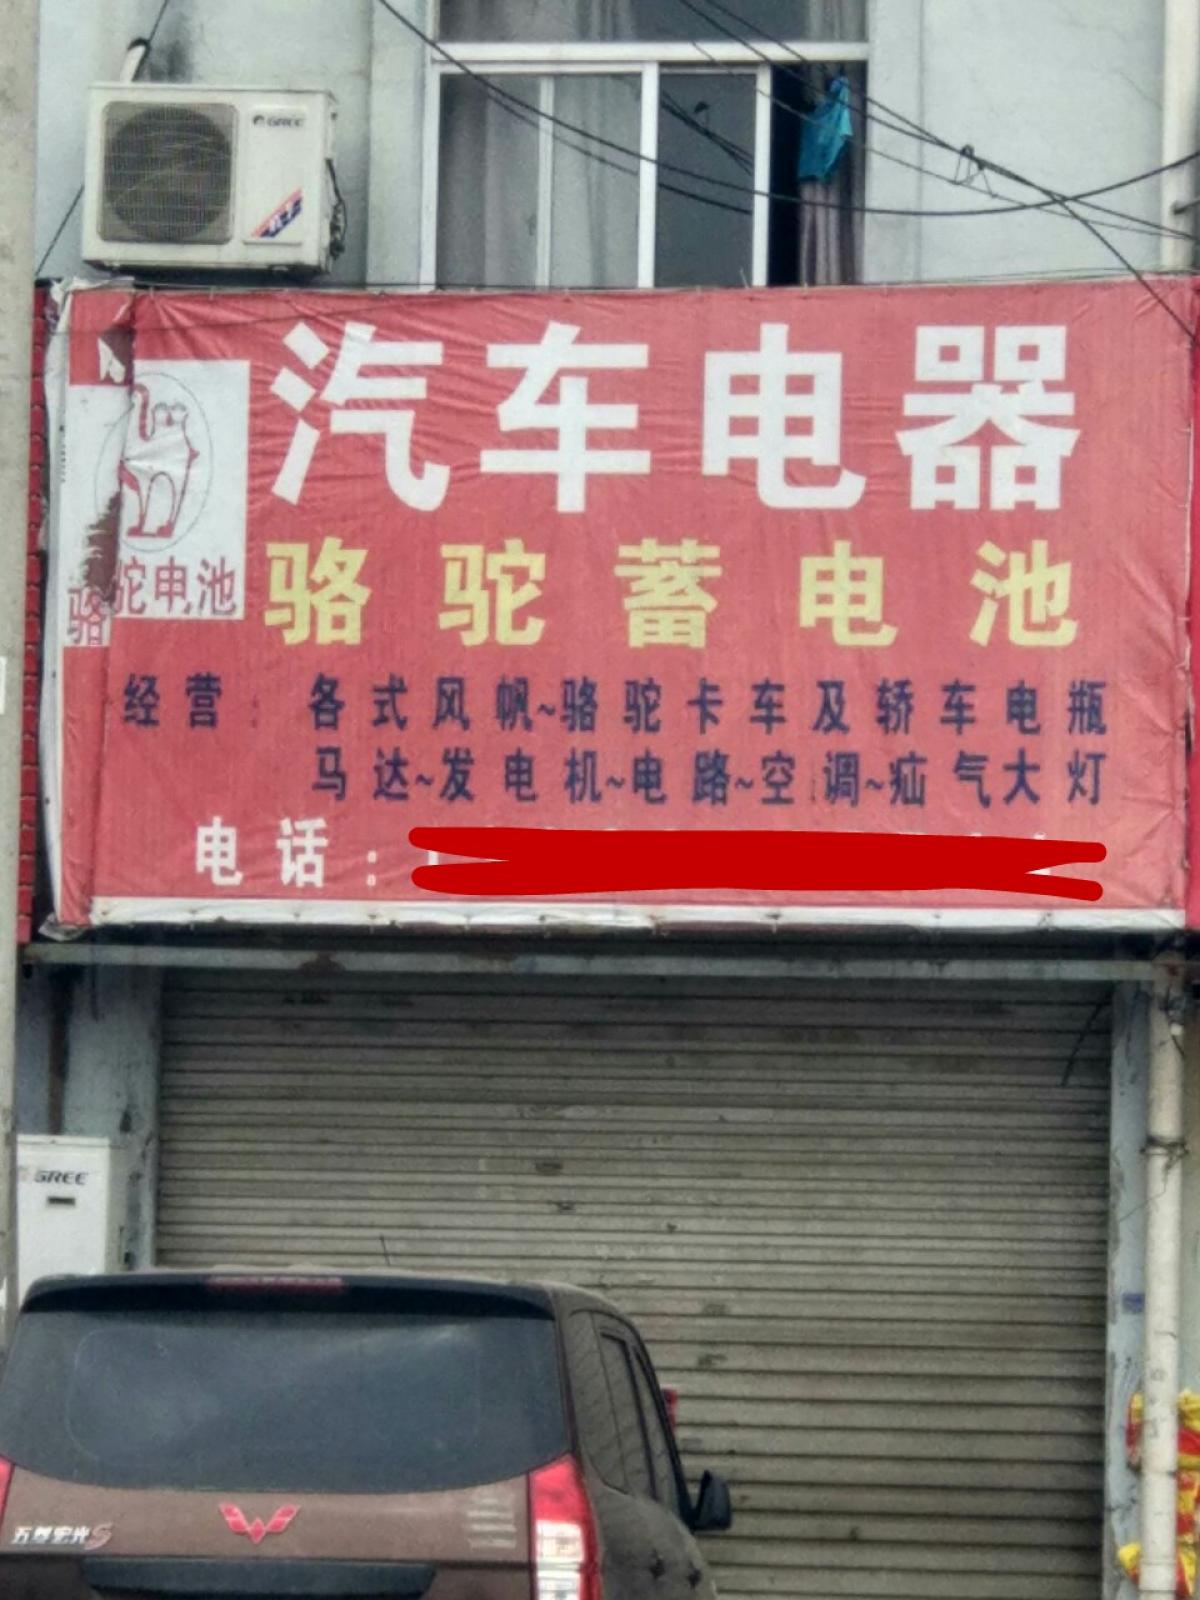 GREE
汽车电器
骆驼电池
骆驼蓄电池
经营: 各式风帆~骆驼卡车及轿车电瓶
马达~发电机~电路~空调~疝气大灯
电话:
GREE
五菱宏光S